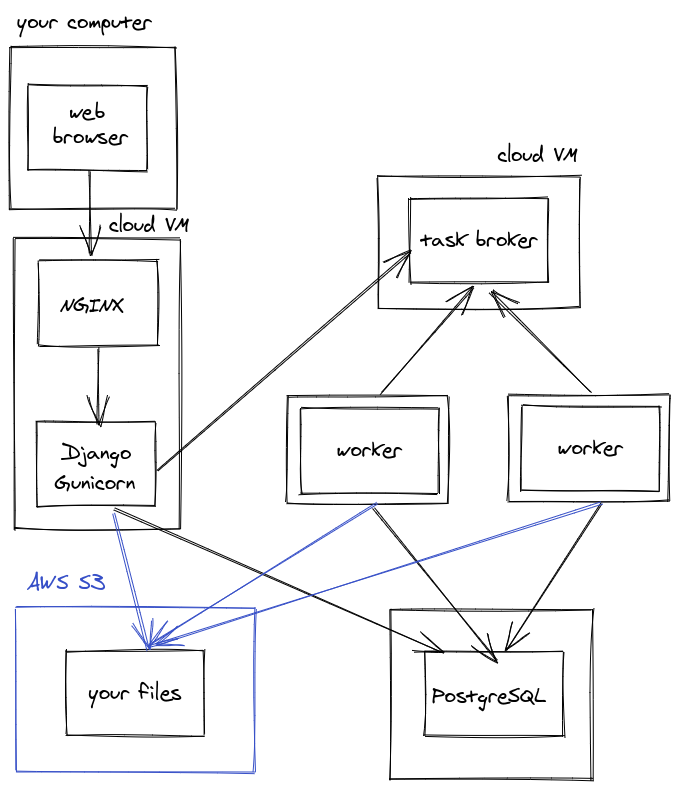 your computer
web
browser
cloud VM
NGINX
Django
Gunicorn
cloud VM
task broker
worker
worker
AWS S3
your files
PostgreSQL